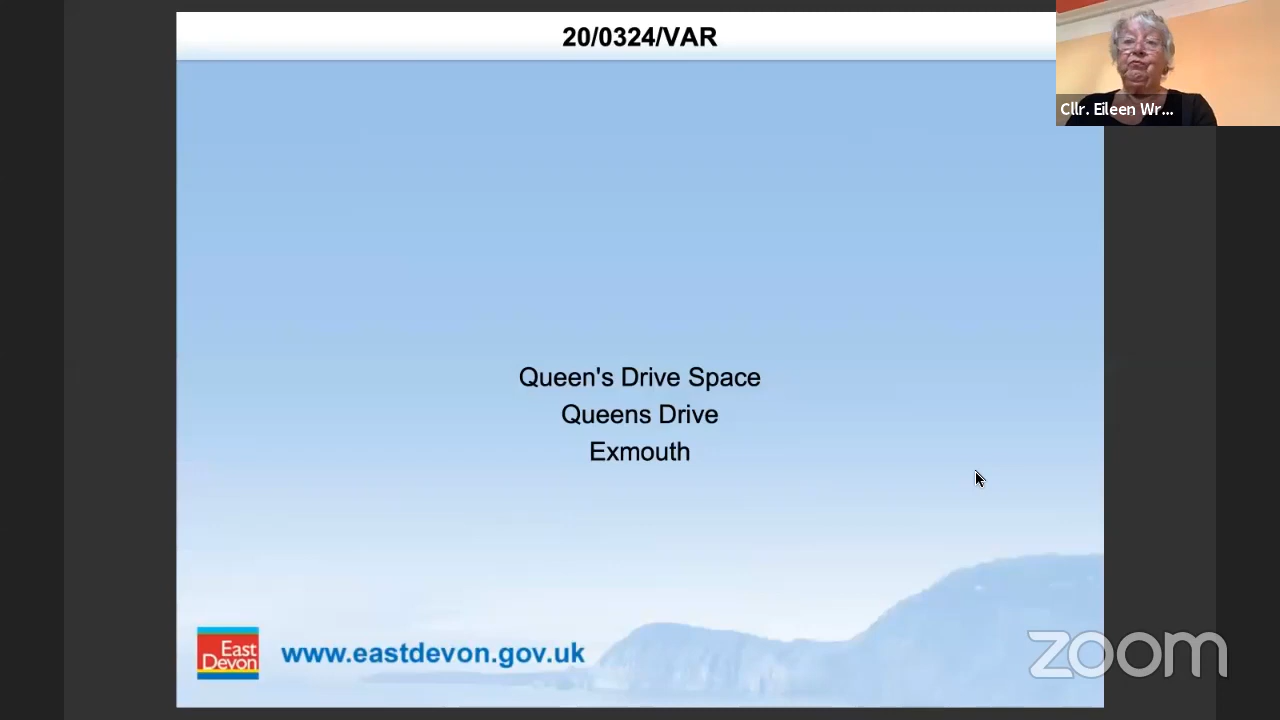 20/0324/VAR
Cllr. Eileen Wr...
Queen's Drive Space
Queens Drive
Exmouth
East
Devon
www.eastdevon.gov.uk
zoom